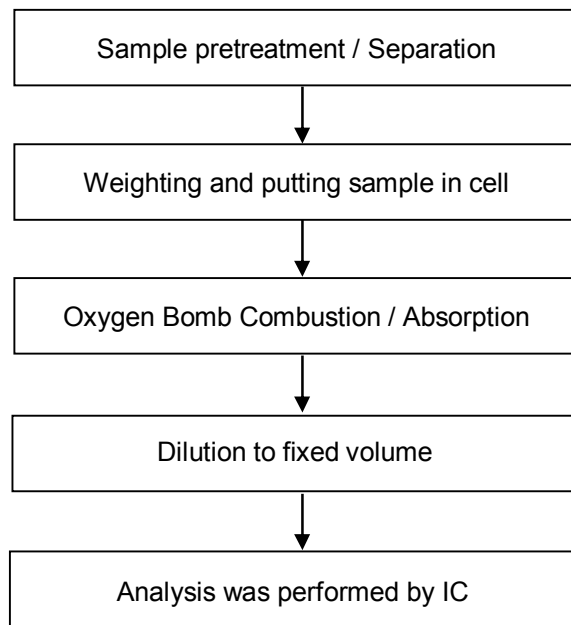 Sample pretreatment / Separation
Weighting and putting sample in cell
Oxygen Bomb Combustion / Absorption
Dilution to fixed volume
Analysis was performed by IC